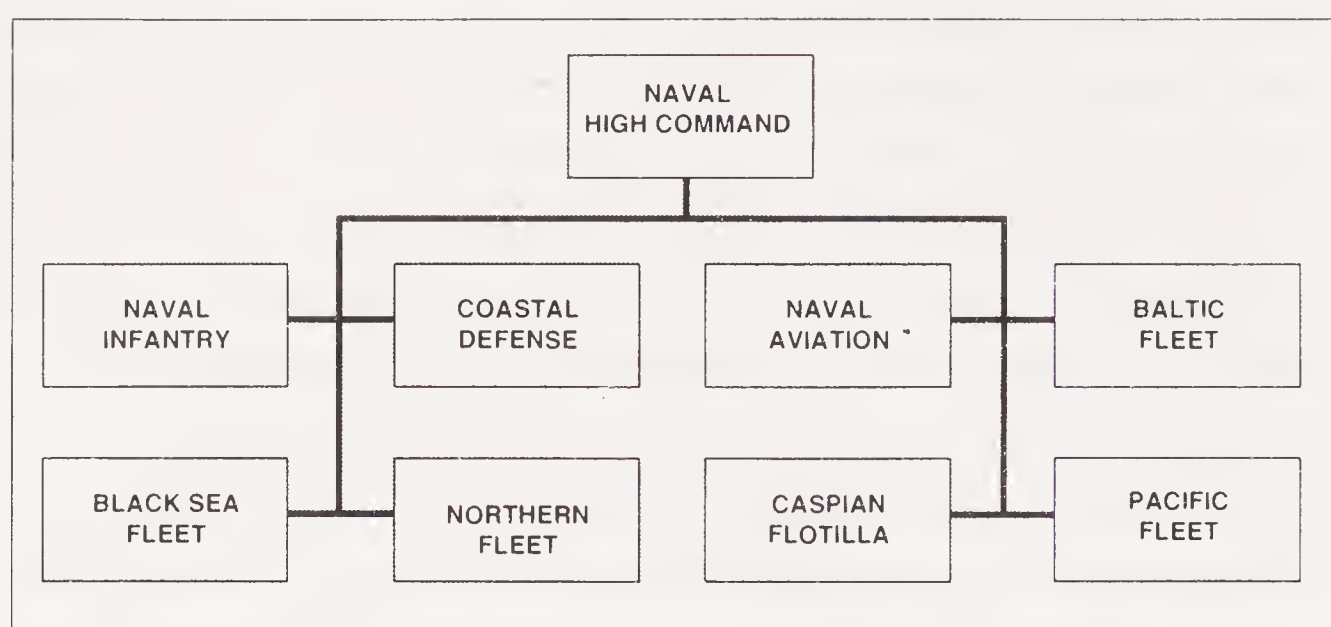 NAVAL
HIGH COMMAND
NAVAL
INFANTRY
COASTAL
DEFENSE
NAVAL
AVIATION
BALTIC
FLEET
BLACK SEA
FLEET
NORTHERN
FLEET
CASPIAN
FLOTILLA
PACIFIC
FLEET